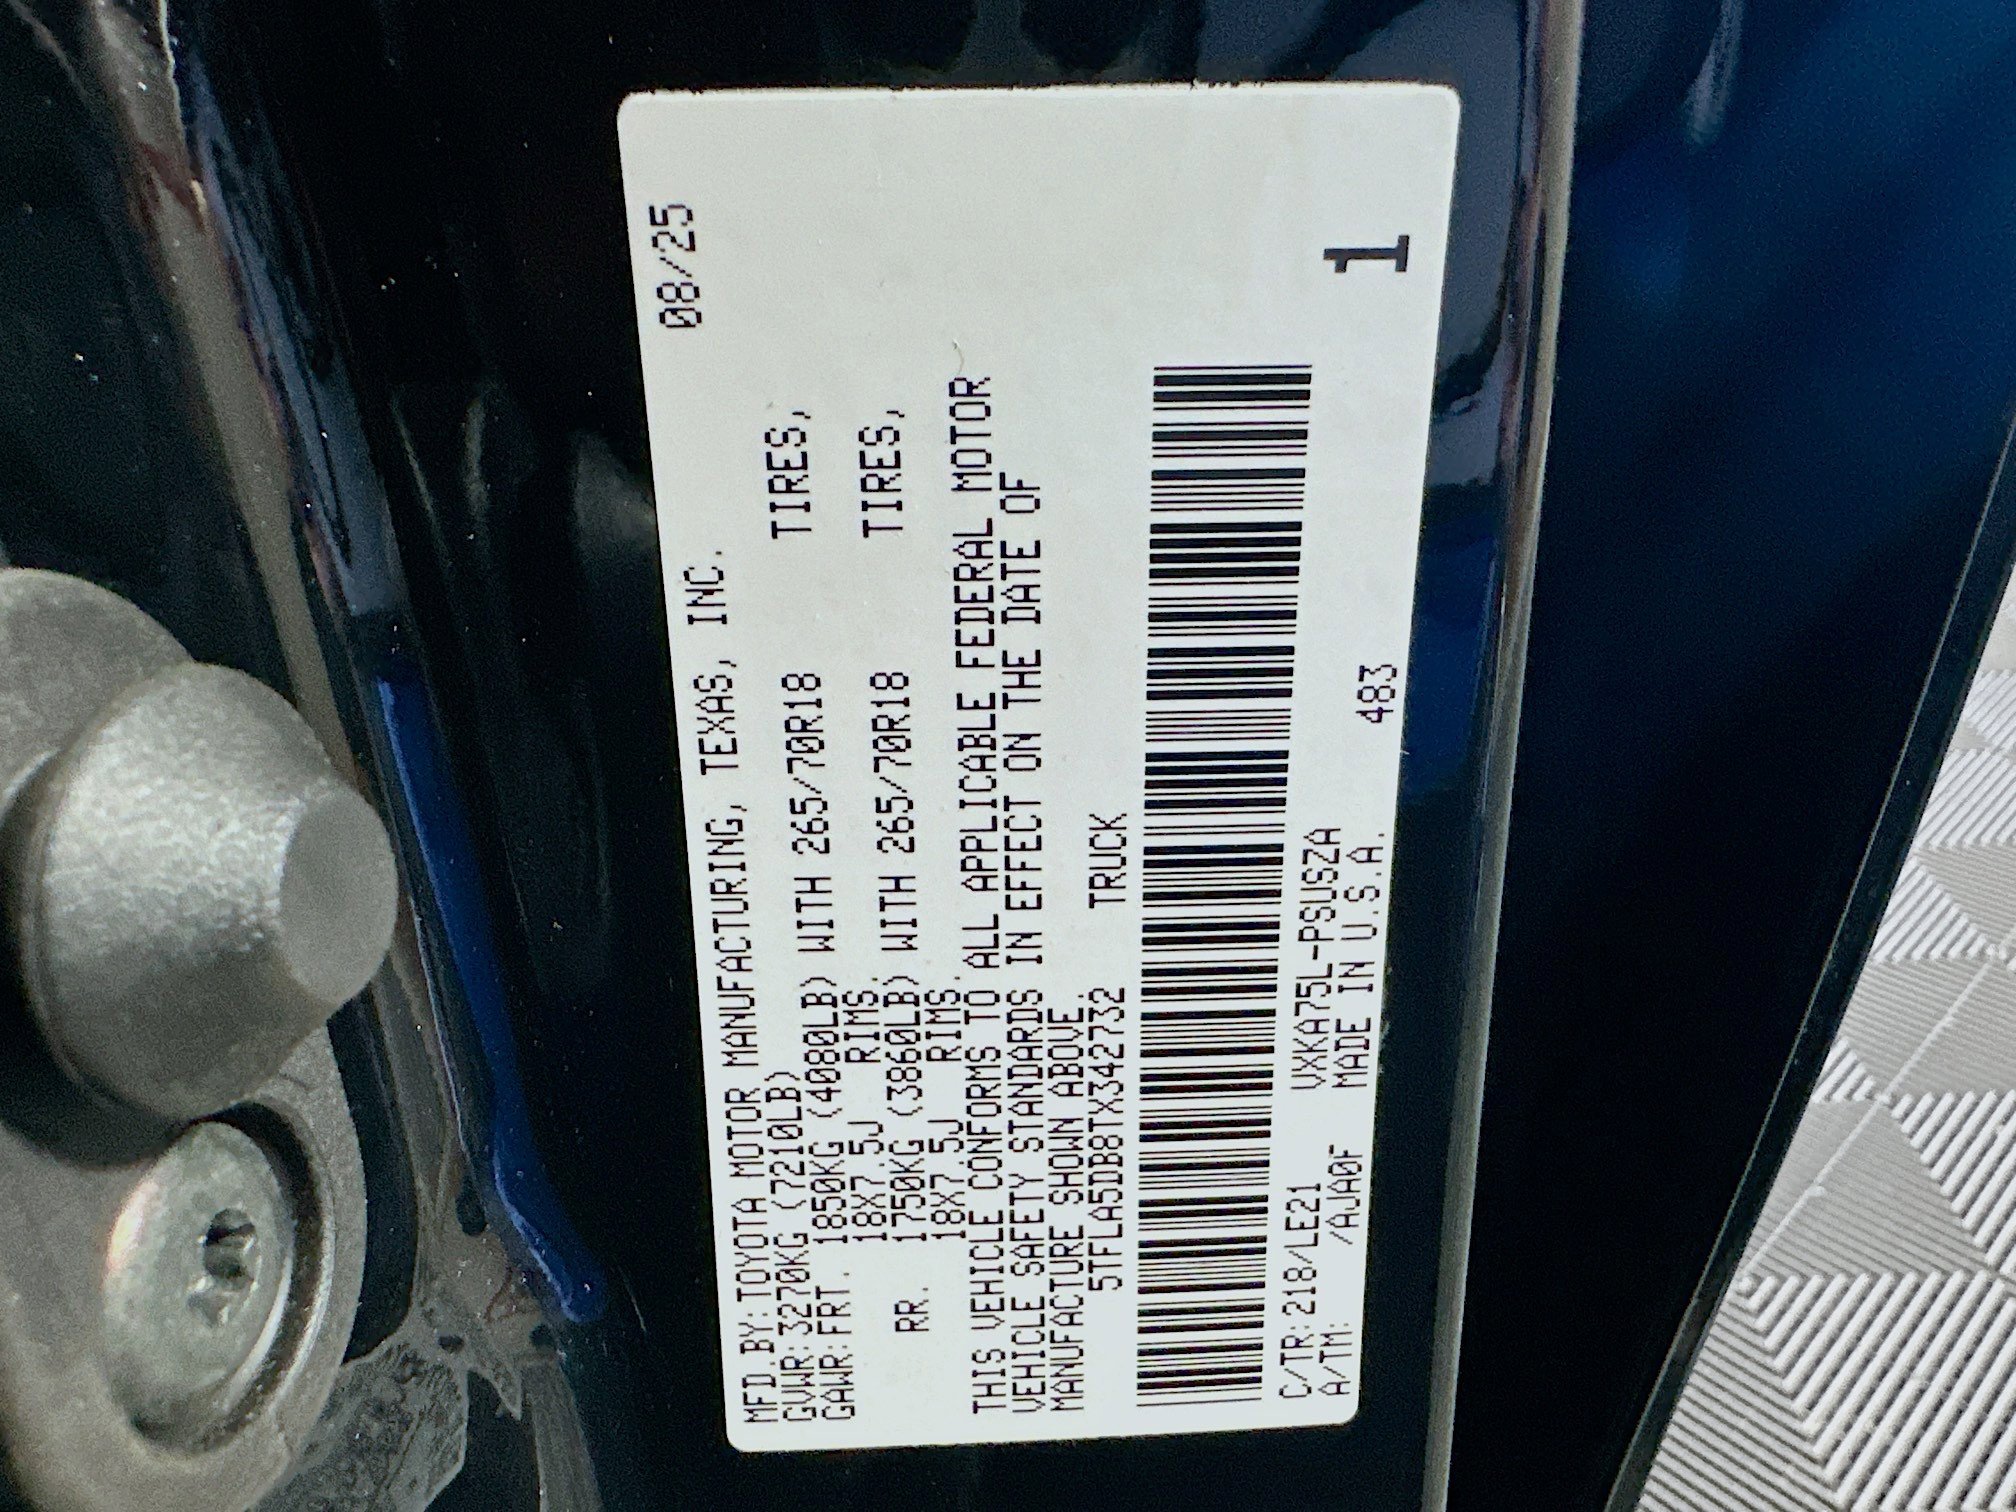 MFD.BY:TOYOTA MOTOR MANUFACTURING, TEXAS, INC. 08/25
GVWR:3270KG (7210LB)
GAWR:FRT. 1850KG (4080LB) WITH 265/70R18 TIRES,
18X7.5J RIMS.
RR. 1750KG (3860LB) WITH 265/70R18 TIRES,
18X7.5J RIMS.
THIS VEHICLE CONFORMS TO ALL APPLICABLE FEDERAL MOTOR
VEHICLE SAFETY STANDARDS IN EFFECT ON THE DATE OF
MANUFACTURE SHOWN ABOVE.
5TFLA5DB8TX342732 TRUCK
C/TR:218/LE21 VXKA75L-PSUSZA
A/TM: /AJA0F MADE IN U.S.A. 483
1